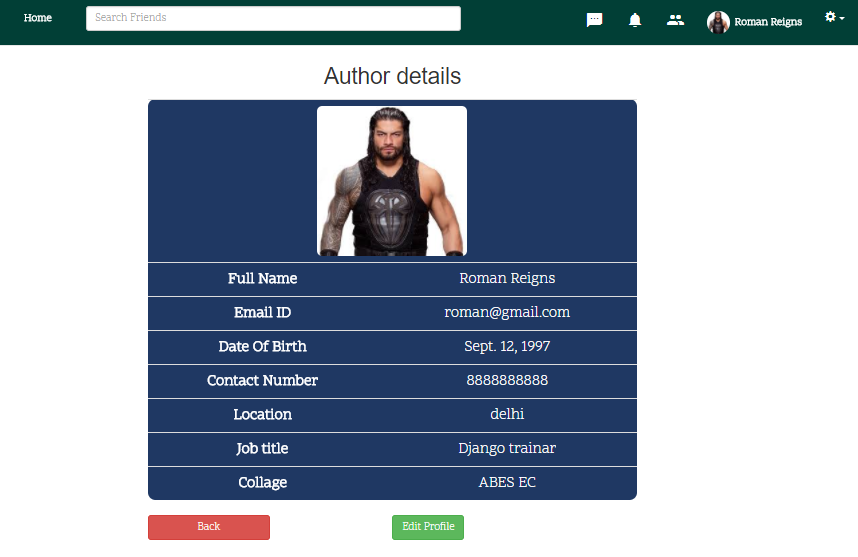 Home Search Friends Roman Reigns
Author details
Full Name Roman Reigns
Email ID roman@gmail.com
Date Of Birth Sept. 12, 1997
Contact Number 8888888888
Location delhi
Job title Django trainar
Collage ABES EC
Back Edit Profile